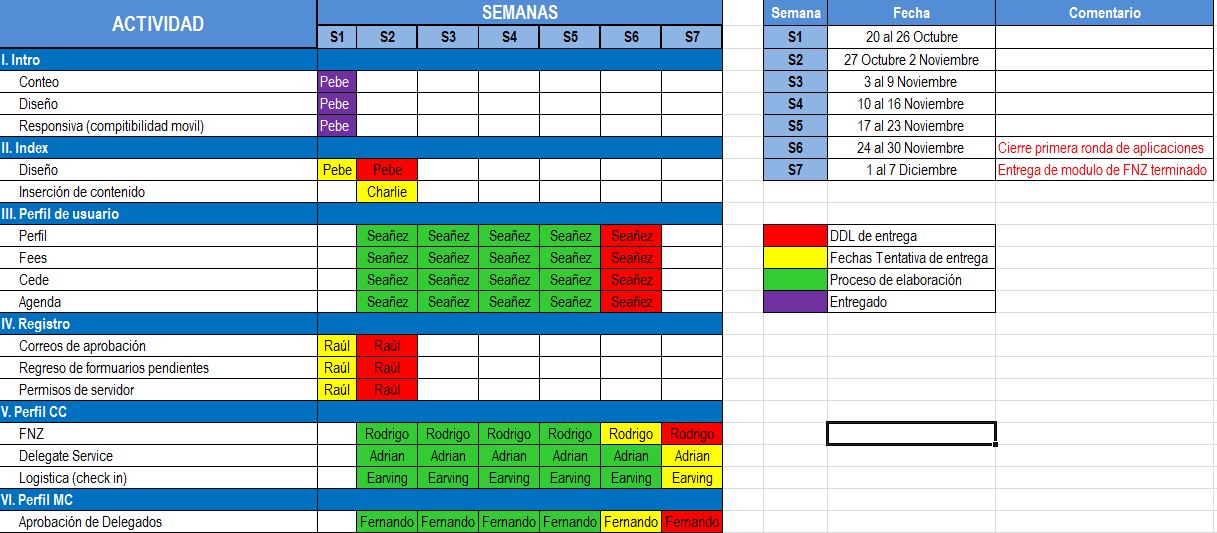 ACTIVIDAD SEMANAS
S1 S2 S3 S4 S5 S6 S7
I. Intro
Conteo Pebe
Diseño Pebe
Responsiva (compitibilidad movil) Pebe
II. Index
Diseño Pebe Pebe
Inserción de contenido Charlie
III. Perfil de usuario
Perfil Seañez Seañez Seañez Seañez Seañez
Fees Seañez Seañez Seañez Seañez Seañez
Cede Seañez Seañez Seañez Seañez Seañez
Agenda Seañez Seañez Seañez Seañez Seañez
IV. Registro
Correos de aprobación Raúl Raúl
Regreso de formuarios pendientes Raúl Raúl
Permisos de servidor Raúl Raúl
V. Perfil CC
FNZ Rodrigo Rodrigo Rodrigo Rodrigo Rodrigo Rodrigo
Delegate Service Adrian Adrian Adrian Adrian Adrian Adrian
Logistica (check in) Earving Earving Earving Earving Earving Earving
VI. Perfil MC
Aprobación de Delegados Fernando Fernando Fernando Fernando Fernando Fernando
Semana Fecha Comentario
S1 20 al 26 Octubre
S2 27 Octubre 2 Noviembre
S3 3 al 9 Noviembre
S4 10 al 16 Noviembre
S5 17 al 23 Noviembre
S6 24 al 30 Noviembre Cierre primera ronda de aplicaciones
S7 1 al 7 Diciembre Entrega de modulo de FNZ terminado
DDL de entrega
Fechas Tentativa de entrega
Proceso de elaboración
Entregado